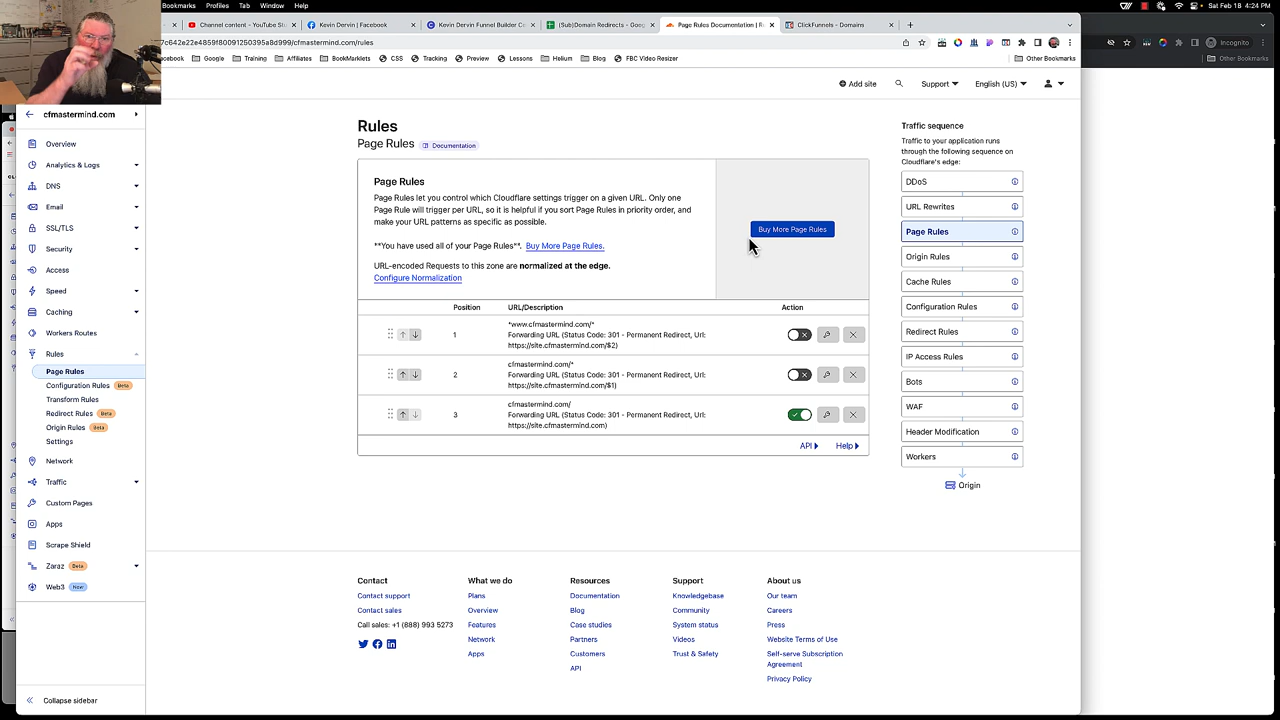 Bookmarks Profiles Tab Window Help
Sat Feb 18 4:24 PM
Channel content - YouTube St
Kevin Dervin | Facebook
Kevin Dervin Funnel Builder C
(Sub)Domain Redirects - Goog
Page Rules Documentation | R
ClickFunnels - Domains
7c642e22e4859f80091250395a8d999/cfmastermind.com/rules
Incognito
Google
Training
Affiliates
BookMarklets
CSS
Tracking
Preview
Lessons
Helium
Blog
FBC Video Resizer
Other Bookmarks
Other Bookmarks
Add site
Support
English (US)
cfmastermind.com
Overview
Analytics & Logs
DNS
Email
SSL/TLS
Security
Access
Speed
Caching
Workers Routes
Rules
Page Rules
Configuration Rules Beta
Transform Rules
Redirect Rules Beta
Origin Rules Beta
Settings
Network
Traffic
Custom Pages
Apps
Scrape Shield
Zaraz Beta
Web3 New
Collapse sidebar
Rules
Page Rules Documentation
Page Rules
Page Rules let you control which Cloudflare settings trigger on a given URL. Only one
Page Rule will trigger per URL, so it is helpful if you sort Page Rules in priority order, and
make your URL patterns as specific as possible.
**You have used all of your Page Rules**. Buy More Page Rules.
URL-encoded Requests to this zone are normalized at the edge.
Configure Normalization
Buy More Page Rules
Position URL/Description Action
1
*www.cfmastermind.com/*
Forwarding URL (Status Code: 301 - Permanent Redirect, Url:
https://site.cfmastermind.com/$2)
2
cfmastermind.com/*
Forwarding URL (Status Code: 301 - Permanent Redirect, Url:
https://site.cfmastermind.com/$1)
3
cfmastermind.com/
Forwarding URL (Status Code: 301 - Permanent Redirect, Url:
https://site.cfmastermind.com)
API Help
Traffic sequence
Traffic to your application runs
through the following sequence on
Cloudflare's edge:
DDoS
URL Rewrites
Page Rules
Origin Rules
Cache Rules
Configuration Rules
Redirect Rules
IP Access Rules
Bots
WAF
Header Modification
Workers
Origin
Contact
Contact support
Contact sales
Call sales: +1 (888) 993 5273
What we do
Plans
Overview
Features
Network
Apps
Resources
Documentation
Blog
Case studies
Partners
Customers
API
Support
Knowledgebase
Community
System status
Videos
Trust & Safety
About us
Our team
Careers
Press
Website Terms of Use
Self-serve Subscription
Agreement
Privacy Policy